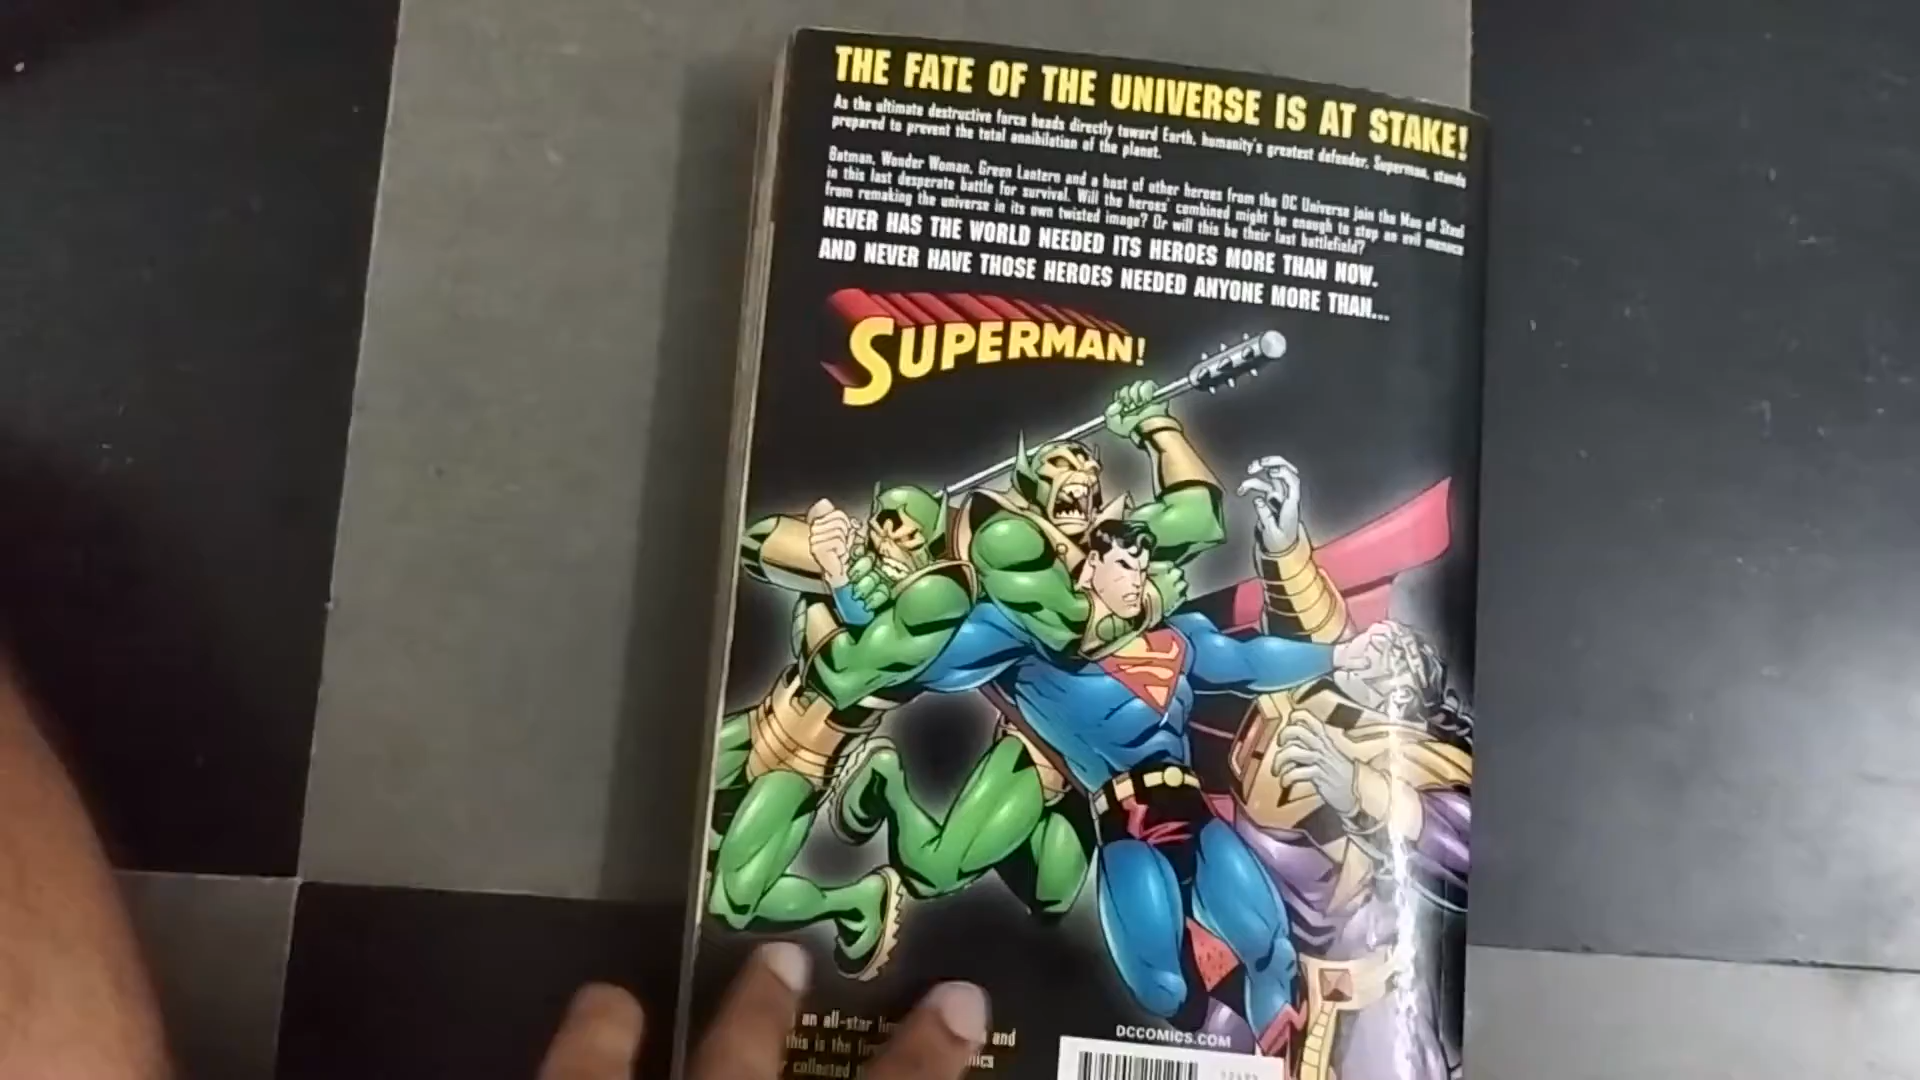 THE FATE OF THE UNIVERSE IS AT STAKE!
As the ultimate destructive force heads directly toward Earth, humanity's greatest defender, Superman, stands
prepared to prevent the total annihilation of the planet.
Batman, Wonder Woman, Green Lantern and a host of other heroes from the DC Universe join the Man of Steel
in this last desperate battle for survival. Will the heroes' combined might be enough to stop an evil menace
from remaking the universe in its own twisted image? Or will this be their last battlefield?
NEVER HAS THE WORLD NEEDED ITS HEROES MORE THAN NOW.
AND NEVER HAVE THOSE HEROES NEEDED ANYONE MORE THAN...
SUPERMAN!
an all-star and
this is the
collected
DCCOMICS.COM